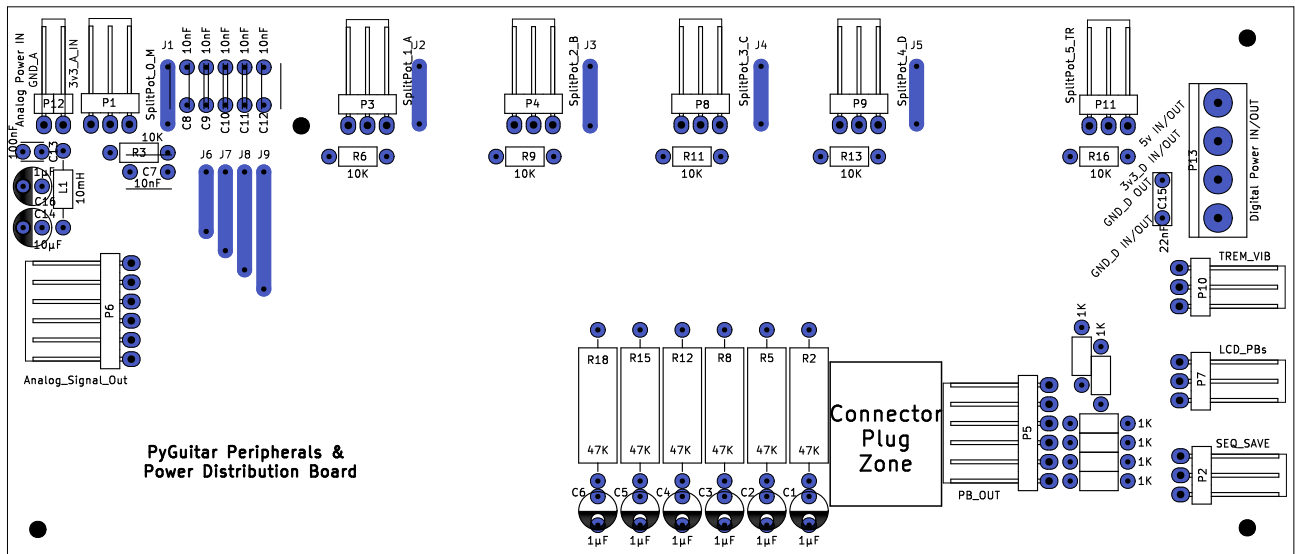 Analog Power IN
GND_A
3v3_A_IN
P12
P1
SplitPot_0_M
J1
10nF
10nF
10nF
10nF
10nF
C8
C9
C10
C11
C12
P3
SplitPot_1_A
J2
P4
SplitPot_2_B
J3
P8
SplitPot_3_C
J4
P9
SplitPot_4_D
J5
SplitPot_5_TR
P11
5v IN/OUT
3v3_D IN/OUT
GND_D OUT
GND_D IN/OUT
P13
Digital Power IN/OUT
100nF
C13
10K
R3
C7
10nF
1µF
C16
C14
10µF
L1
10mH
J6
J7
J8
J9
R6
10K
R9
10K
R11
10K
R13
10K
R16
10K
C15
22nF
TREM_VIB
P10
P6
Analog_Signal_Out
1K
1K
LCD_PBs
P7
R18
R15
R12
R8
R5
R2
47K
47K
47K
47K
47K
47K
Connector
Plug
Zone
P5
PB_OUT
1K
1K
1K
1K
SEQ_SAVE
P2
PyGuitar Peripherals &
Power Distribution Board
C6
C5
C4
C3
C2
C1
1µF
1µF
1µF
1µF
1µF
1µF